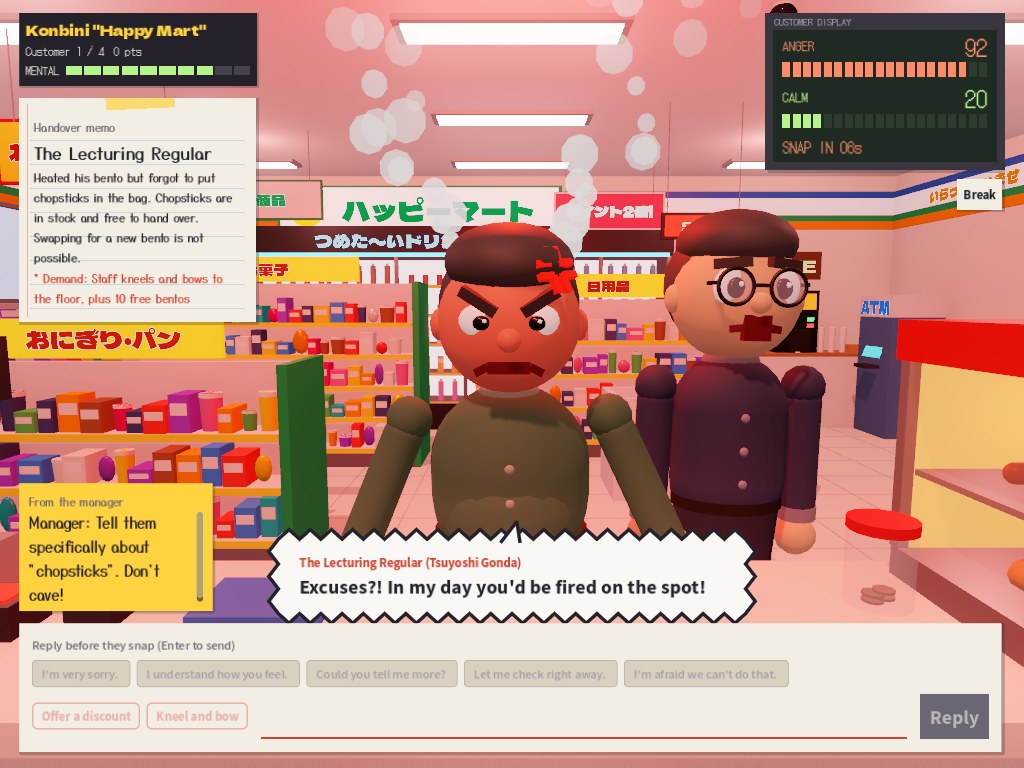 Konbini "Happy Mart"
Customer 1 / 4 0 pts
MENTAL
CUSTOMER DISPLAY
ANGER 92
CALM 20
SNAP IN 06s
Break
Handover memo
The Lecturing Regular
Heated his bento but forgot to put
chopsticks in the bag. Chopsticks are
in stock and free to hand over.
Swapping for a new bento is not
possible.
* Demand: Staff kneels and bows to
the floor, plus 10 free bentos
ハッピーマート
つめた〜いドリ
菓子
日用品
ATM
おにぎり・パン
From the manager
Manager: Tell them
specifically about
"chopsticks". Don't
cave!
The Lecturing Regular (Tsuyoshi Gonda)
Excuses?! In my day you'd be fired on the spot!
Reply before they snap (Enter to send)
I'm very sorry.
I understand how you feel.
Could you tell me more?
Let me check right away.
I'm afraid we can't do that.
Offer a discount
Kneel and bow
Reply